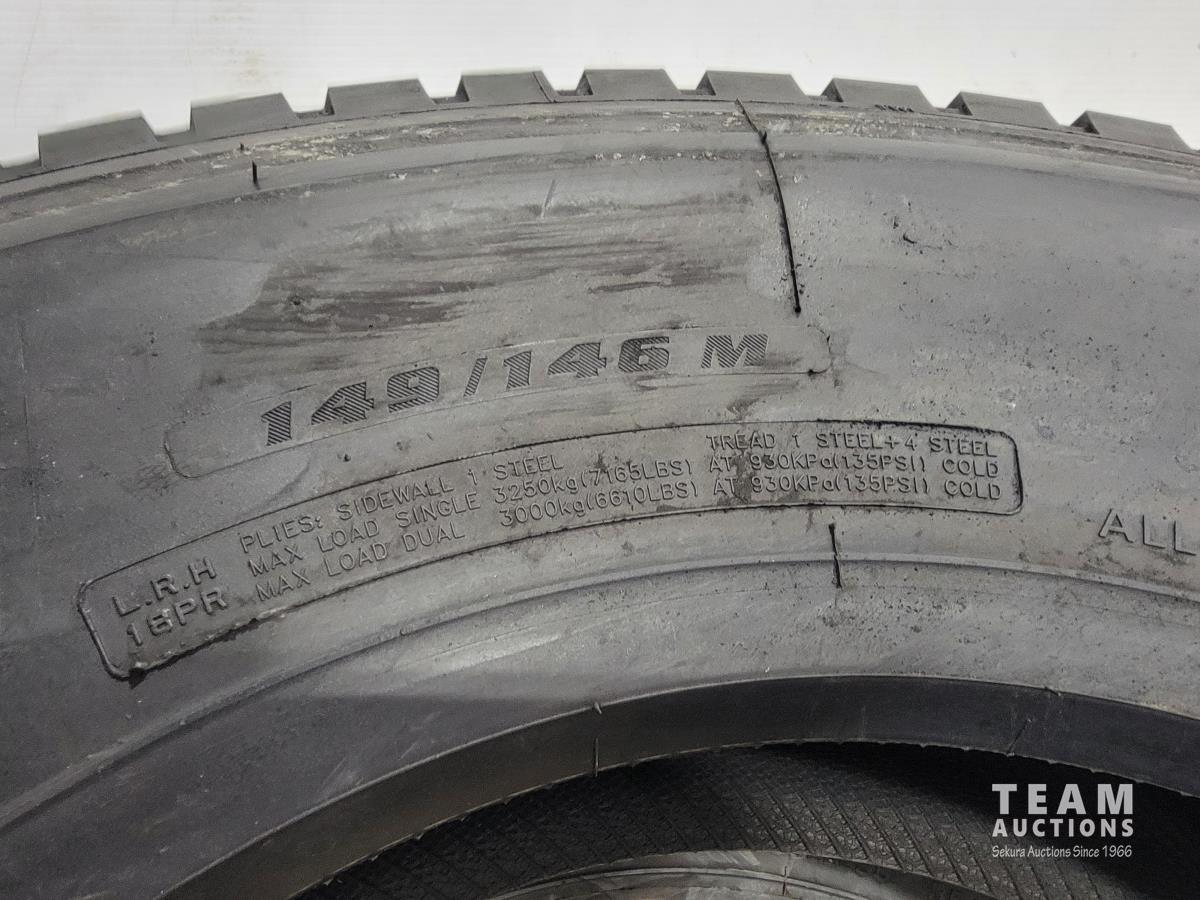 149/146 M
TREAD 1 STEEL+4 STEEL
L.R.H PLIES: SIDEWALL 1 STEEL
16PR MAX LOAD SINGLE 3250kg(7165LBS) AT 930KPa(135PSI) COLD
MAX LOAD DUAL 3000kg(6610LBS) AT 930KPa(135PSI) COLD
ALL
TEAM
AUCTIONS
Sekura Auctions Since 1966